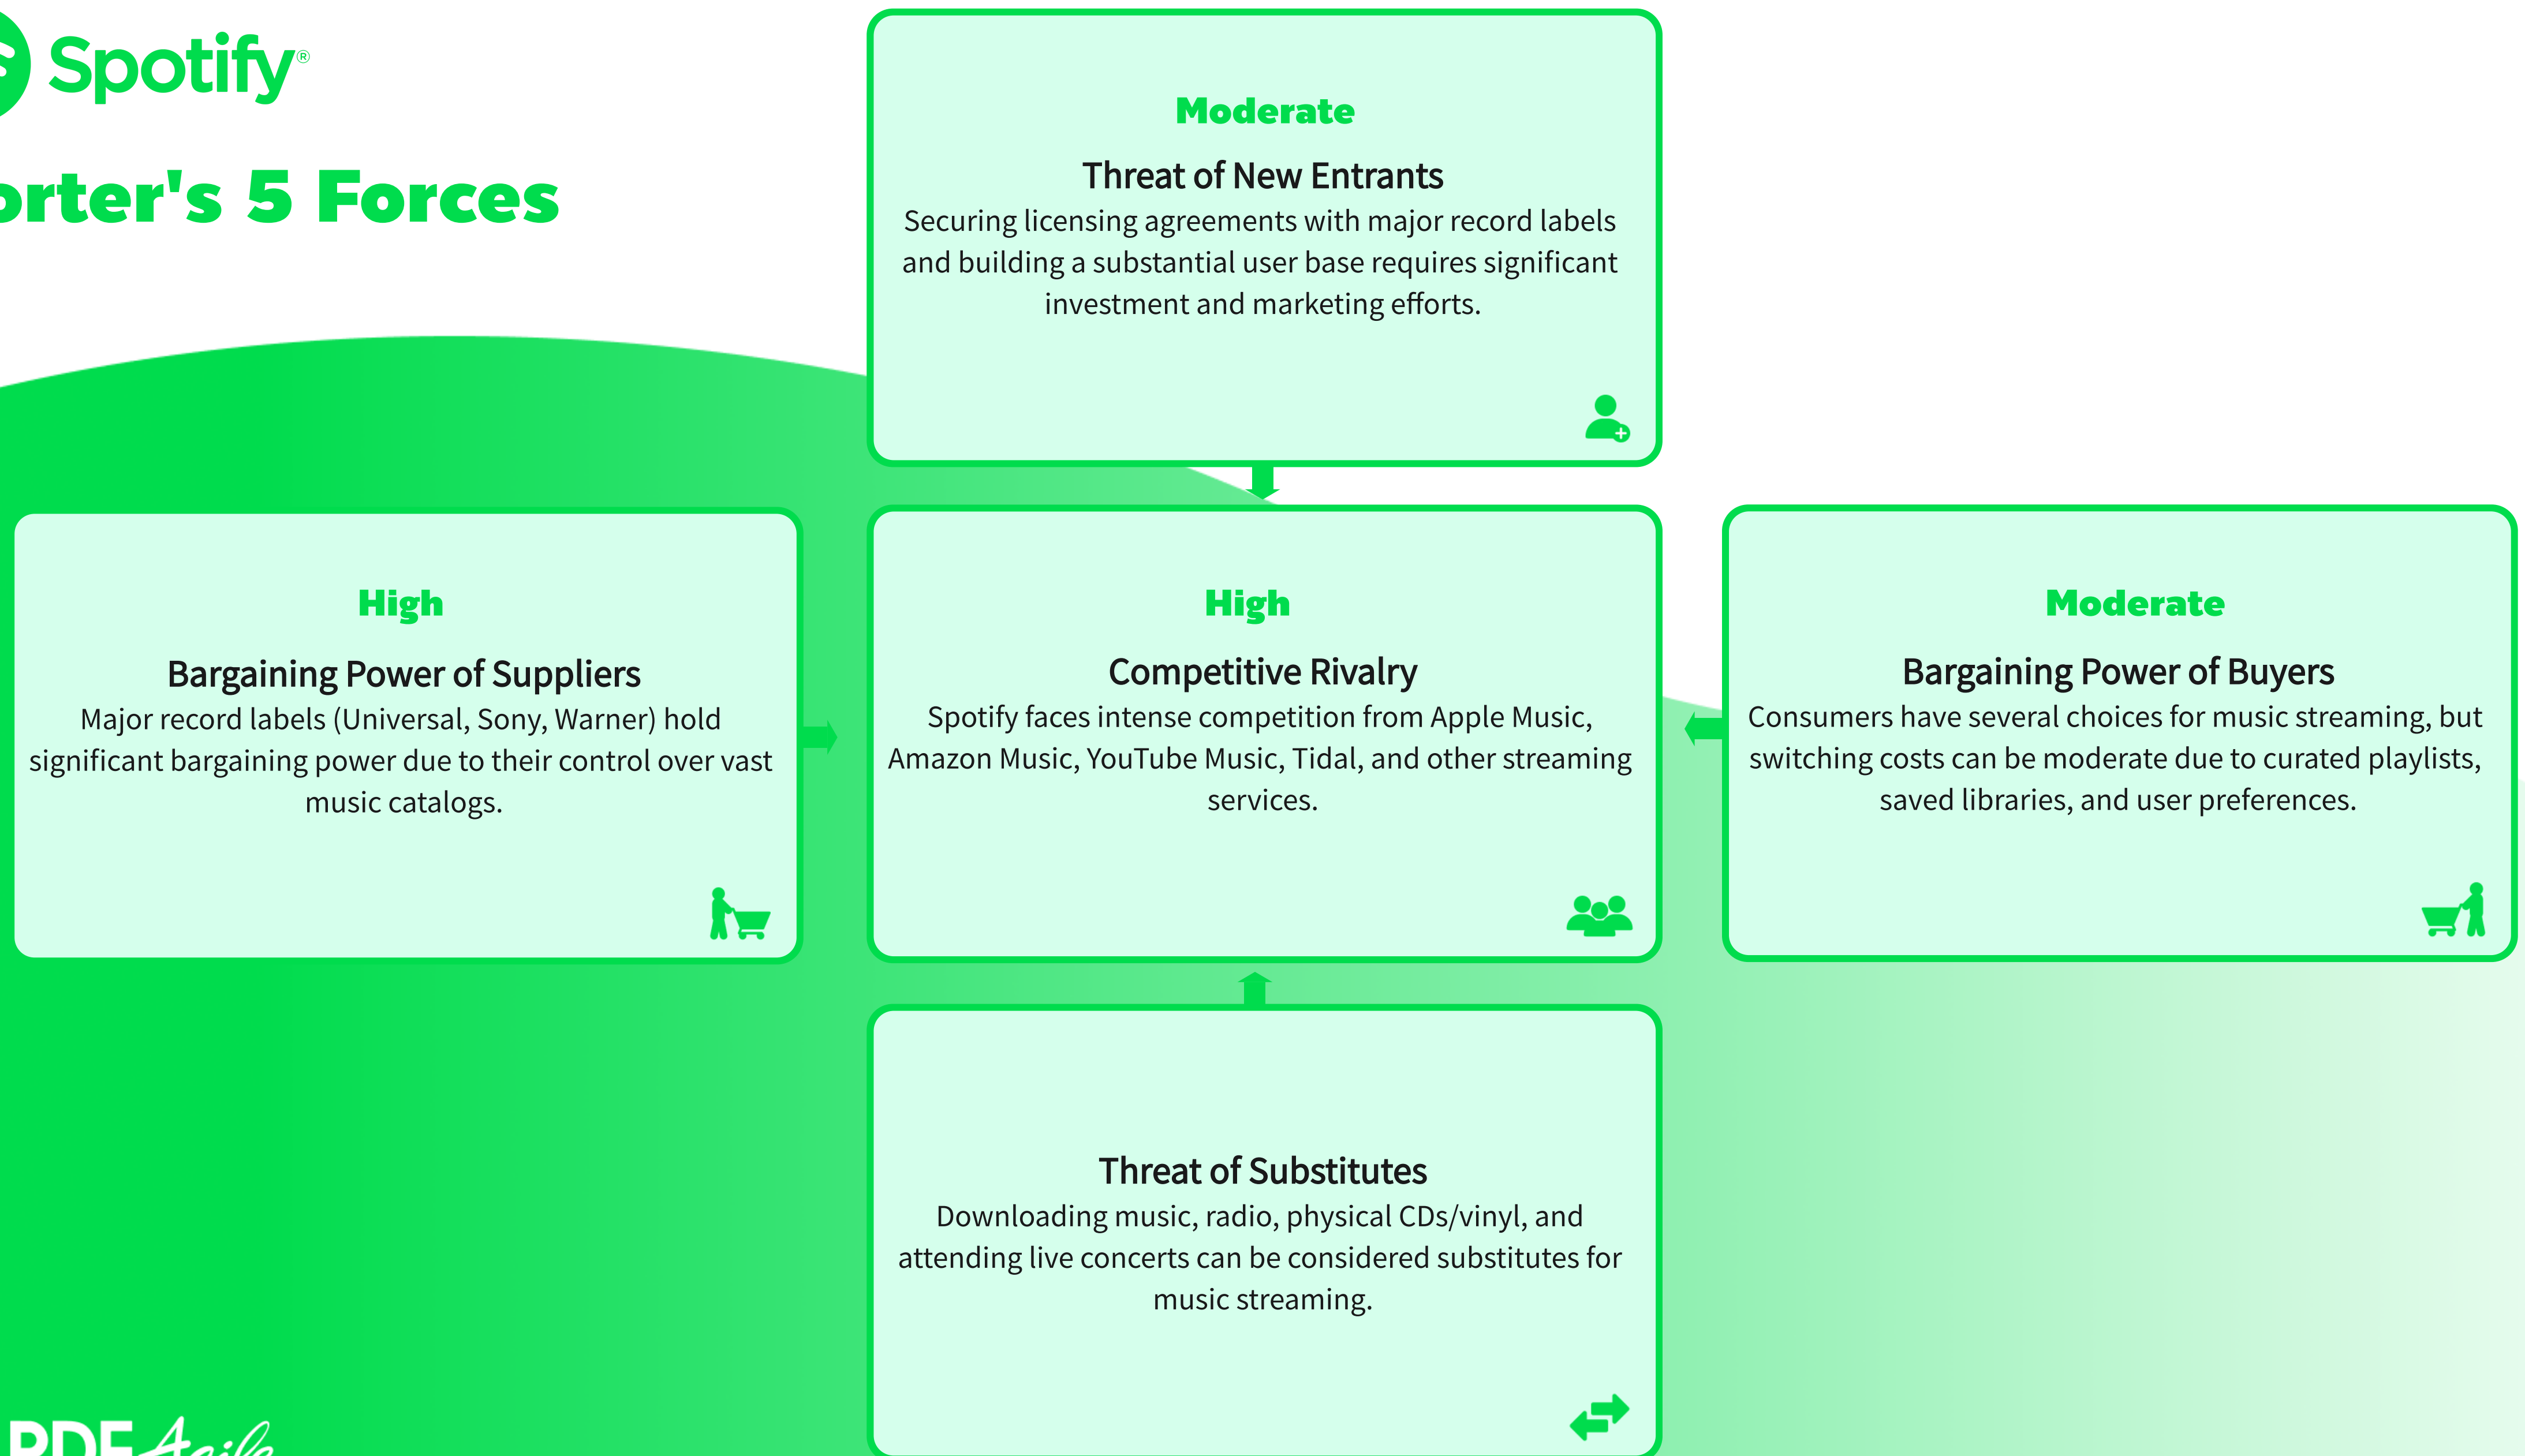 Spotify®
orter's 5 Forces
Moderate
Threat of New Entrants
Securing licensing agreements with major record labels
and building a substantial user base requires significant
investment and marketing efforts.
High
Bargaining Power of Suppliers
Major record labels (Universal, Sony, Warner) hold
significant bargaining power due to their control over vast
music catalogs.
High
Competitive Rivalry
Spotify faces intense competition from Apple Music,
Amazon Music, YouTube Music, Tidal, and other streaming
services.
Moderate
Bargaining Power of Buyers
Consumers have several choices for music streaming, but
switching costs can be moderate due to curated playlists,
saved libraries, and user preferences.
Threat of Substitutes
Downloading music, radio, physical CDs/vinyl, and
attending live concerts can be considered substitutes for
music streaming.
PDF Agile